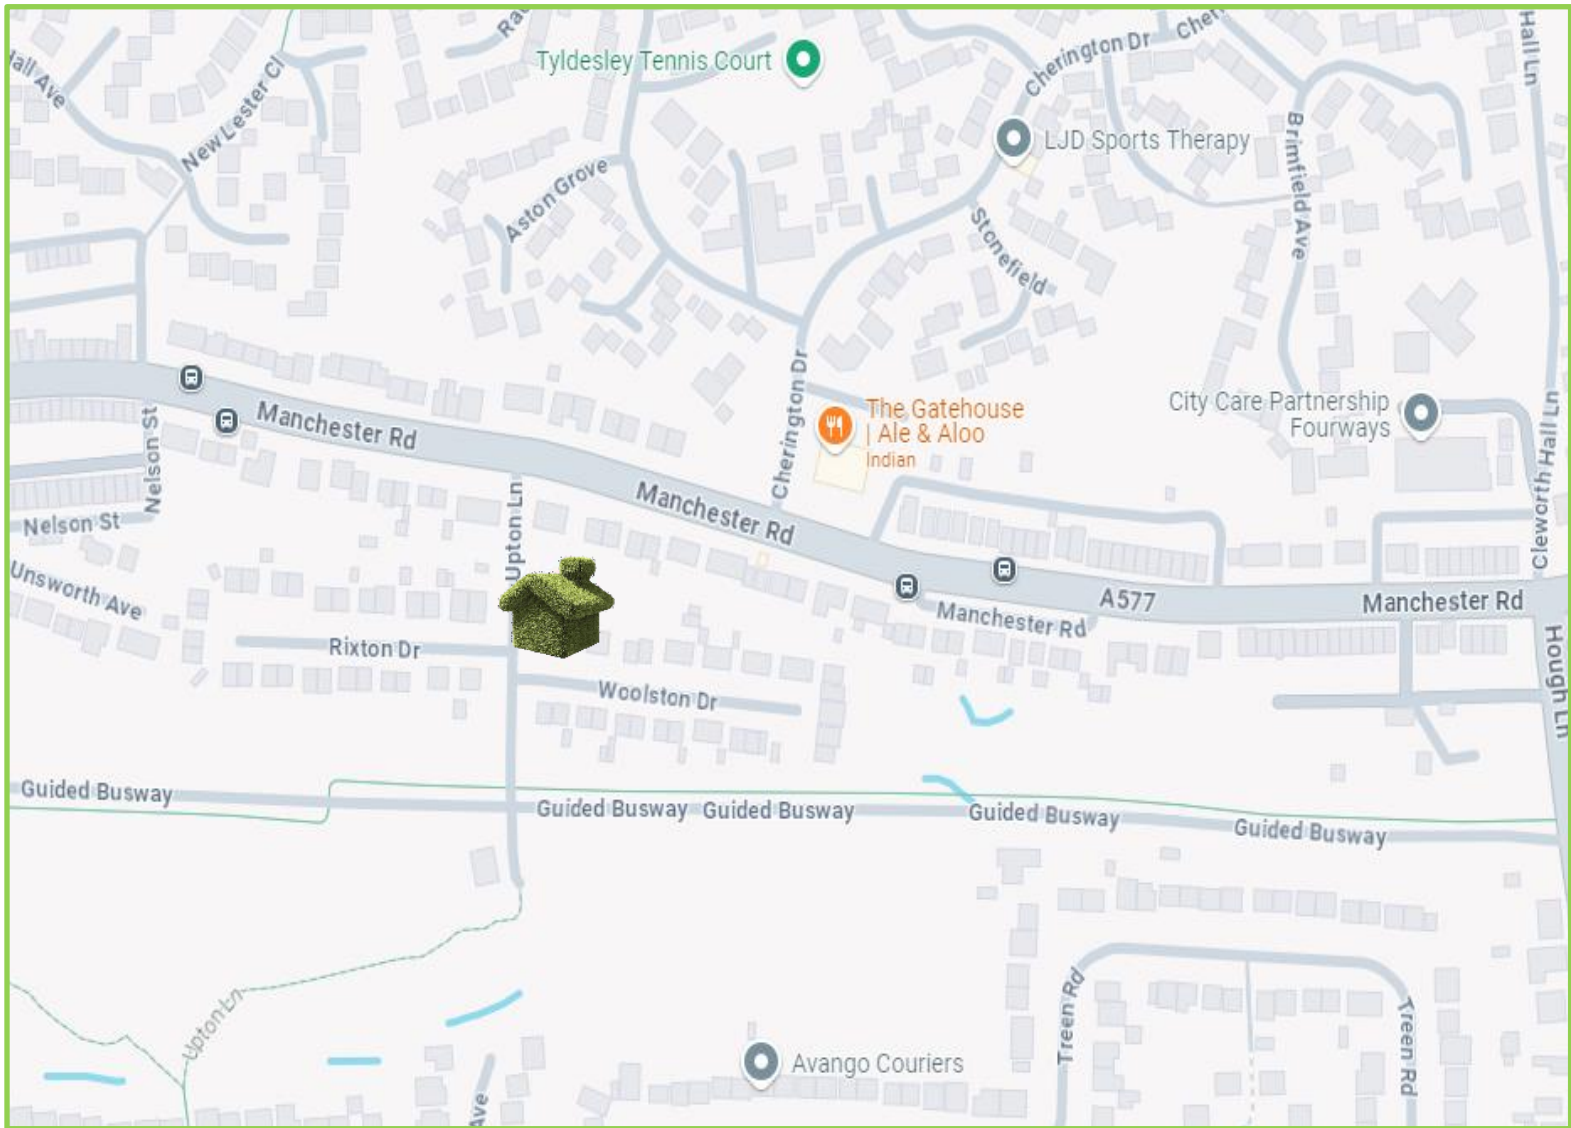 Hall Ln
Cherington Dr
Cher
Tyldesley Tennis Court
Hall Ave
New Lester Cl
LJD Sports Therapy
Brimfield Ave
Aston Grove
Stonefield
Cherington Dr
City Care Partnership
Fourways
The Gatehouse
| Ale & Aloo
Indian
Manchester Rd
Nelson St
Cleworth Hall Ln
Upton Ln
Manchester Rd
Nelson St
Unsworth Ave
A577
Manchester Rd
Manchester Rd
Rixton Dr
Hough Ln
Woolston Dr
Guided Busway
Guided Busway
Guided Busway
Guided Busway
Guided Busway
Upton Ln
Treen Rd
Treen Rd
Avango Couriers
Ave